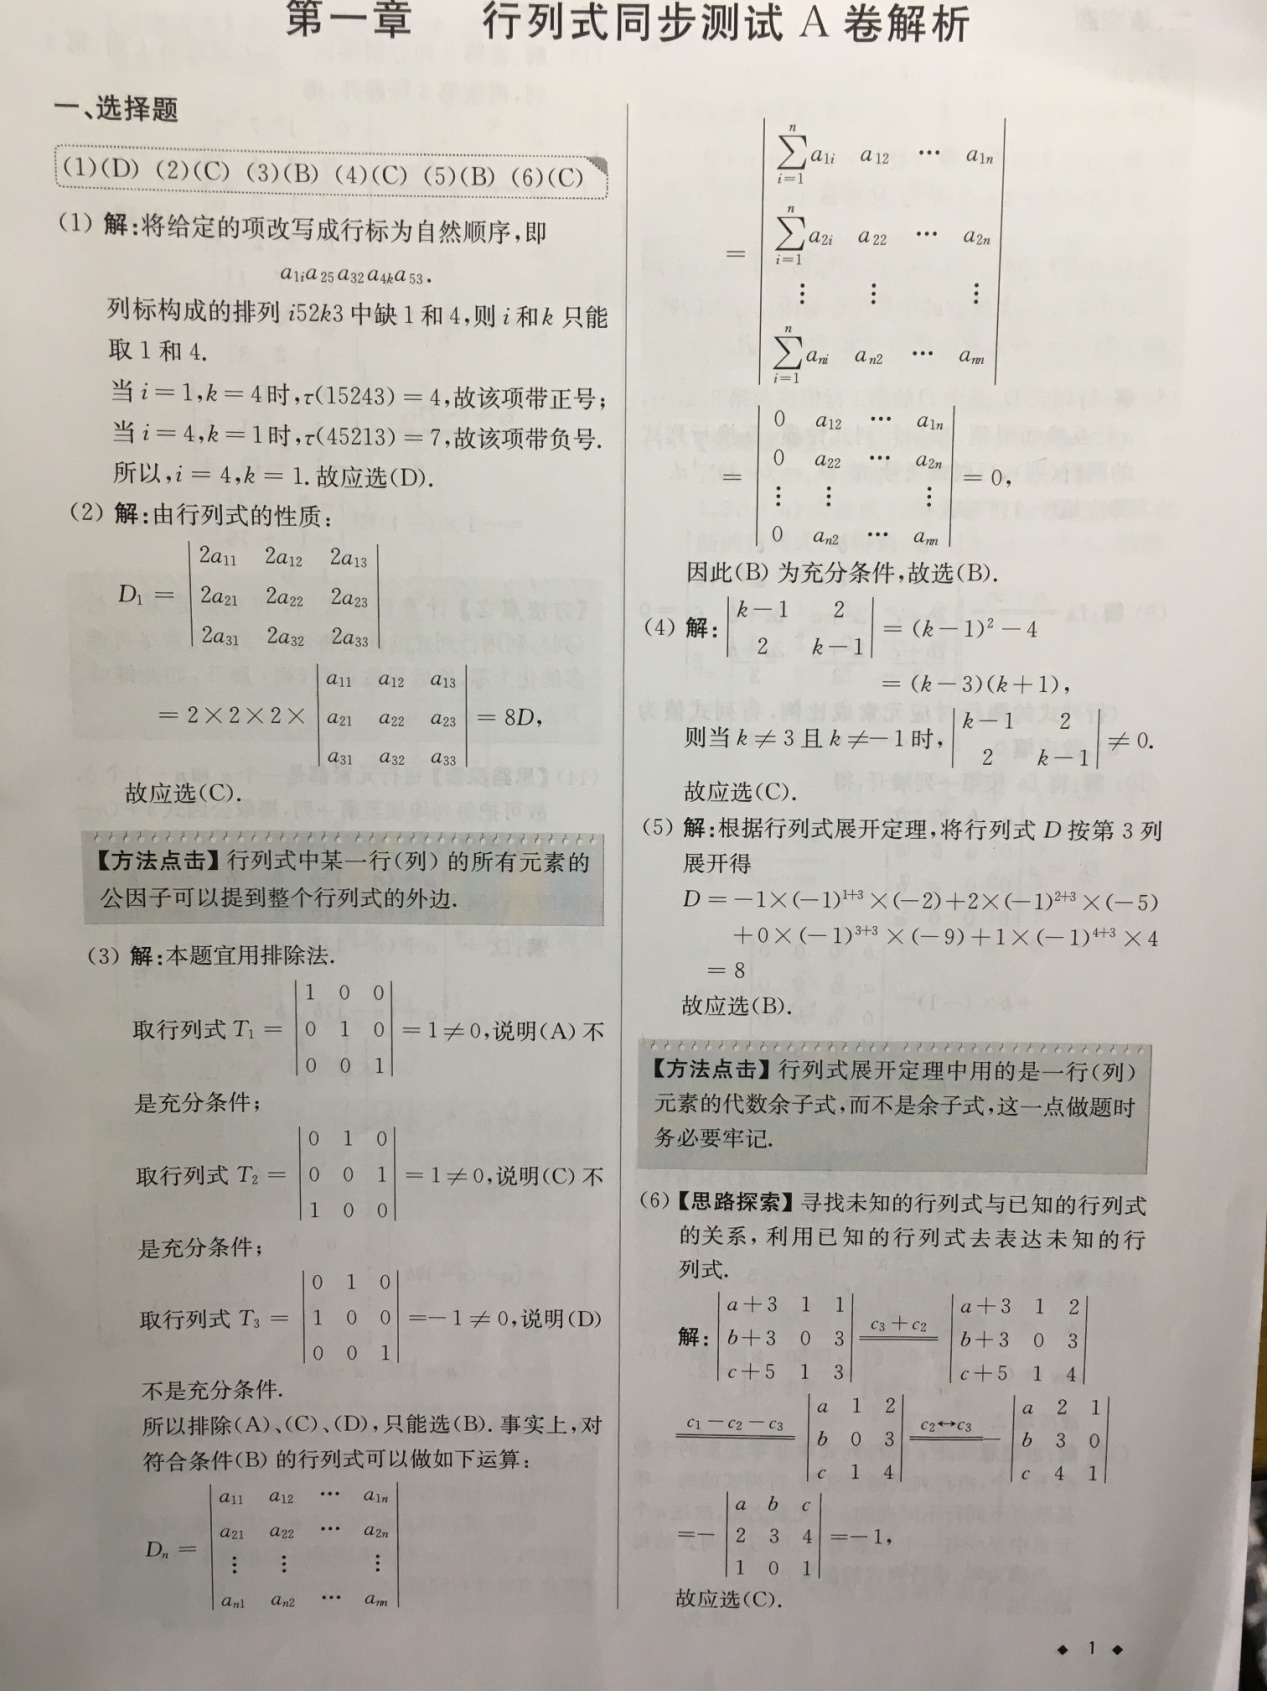 第一章 行列式同步测试 A 卷解析
一、选择题
(1)(D) (2)(C) (3)(B) (4)(C) (5)(B) (6)(C)
(1) 解:将给定的项改写成行标为自然顺序,即
a₁ᵢa₂₅a₃₂a₄ₖa₅₃.
列标构成的排列 i52k3 中缺 1 和 4,则 i 和 k 只能
取 1 和 4.
当 i=1,k=4时,τ(15243)=4,故该项带正号;
当 i=4,k=1时,τ(45213)=7,故该项带负号.
所以,i=4,k=1.故应选(D).
(2) 解:由行列式的性质:
D₁ = | 2a₁₁ 2a₁₂ 2a₁₃ |
| 2a₂₁ 2a₂₂ 2a₂₃ |
| 2a₃₁ 2a₃₂ 2a₃₃ |
=2×2×2× | a₁₁ a₁₂ a₁₃ |
| a₂₁ a₂₂ a₂₃ | =8D,
| a₃₁ a₃₂ a₃₃ |
故应选(C).
【方法点击】行列式中某一行(列)的所有元素的
公因子可以提到整个行列式的外边.
(3) 解:本题宜用排除法.
取行列式 T₁ = | 1 0 0 |
| 0 1 0 | =1≠0,说明(A)不
| 0 0 1 |
是充分条件;
取行列式 T₂ = | 0 1 0 |
| 0 0 1 | =1≠0,说明(C)不
| 1 0 0 |
是充分条件;
取行列式 T₃ = | 0 1 0 |
| 1 0 0 | =-1≠0,说明(D)
| 0 0 1 |
不是充分条件.
所以排除(A)、(C)、(D),只能选(B).事实上,对
符合条件(B)的行列式可以做如下运算:
Dₙ = | a₁₁ a₁₂ ⋯ a₁ₙ |
| a₂₁ a₂₂ ⋯ a₂ₙ |
| ⋮ ⋮ ⋮ |
| aₙ₁ aₙ₂ ⋯ aₙₙ |
= | ∑ⁿᵢ₌₁ a₁ᵢ a₁₂ ⋯ a₁ₙ |
| ∑ⁿᵢ₌₁ a₂ᵢ a₂₂ ⋯ a₂ₙ |
| ⋮ ⋮ ⋮ |
| ∑ⁿᵢ₌₁ aₙᵢ aₙ₂ ⋯ aₙₙ |
= | 0 a₁₂ ⋯ a₁ₙ |
| 0 a₂₂ ⋯ a₂ₙ | =0,
| ⋮ ⋮ ⋮ |
| 0 aₙ₂ ⋯ aₙₙ |
因此(B)为充分条件,故选(B).
(4) 解: | k-1 2 |
| 2 k-1 | =(k-1)²-4
=(k-3)(k+1),
则当 k≠3 且 k≠-1 时, | k-1 2 |
| 2 k-1 | ≠0.
故应选(C).
(5) 解:根据行列式展开定理,将行列式 D 按第 3 列
展开得
D=-1×(-1)¹⁺³×(-2)+2×(-1)²⁺³×(-5)
+0×(-1)³⁺³×(-9)+1×(-1)⁴⁺³×4
=8
故应选(B).
【方法点击】行列式展开定理中用的是一行(列)
元素的代数余子式,而不是余子式,这一点做题时
务必要牢记.
(6)【思路探索】寻找未知的行列式与已知的行列式
的关系,利用已知的行列式去表达未知的行
列式.
解: | a+3 1 1 | c₃+c₂ | a+3 1 2 |
| b+3 0 3 | = | b+3 0 3 |
| c+5 1 3 | | c+5 1 4 |
c₁-c₂-c₃ | a 1 2 | c₂↔c₃ | a 2 1 |
= | b 0 3 | =- | b 3 0 |
| c 1 4 | | c 4 1 |
=- | a b c |
| 2 3 4 | =-1,
| 1 0 1 |
故应选(C).
◆ 1 ◆